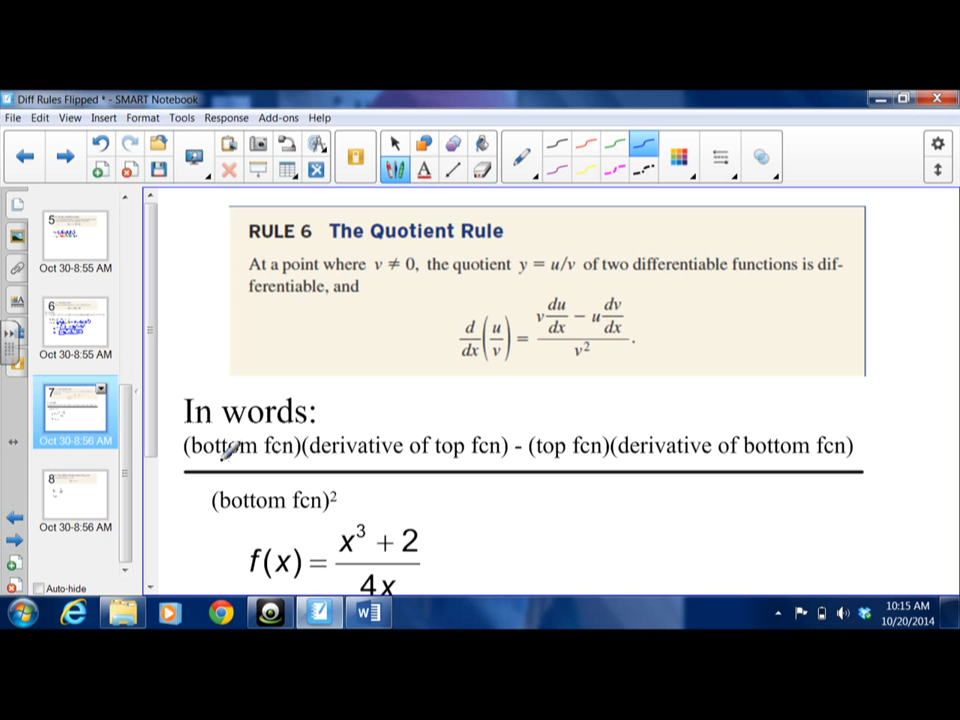 Diff Rules Flipped * - SMART Notebook
File Edit View Insert Format Tools Response Add-ons Help
5
Oct 30-8:55 AM
6
Oct 30-8:55 AM
7
Oct 30-8:56 AM
8
Oct 30-8:56 AM
Auto-hide
RULE 6 The Quotient Rule
At a point where v ≠ 0, the quotient y = u/v of two differentiable functions is dif-
ferentiable, and
d/dx (u/v) = (v du/dx − u dv/dx) / v².
In words:
(bottom fcn)(derivative of top fcn) - (top fcn)(derivative of bottom fcn)
(bottom fcn)²
f(x) = (x³ + 2) / 4x
10:15 AM
10/20/2014